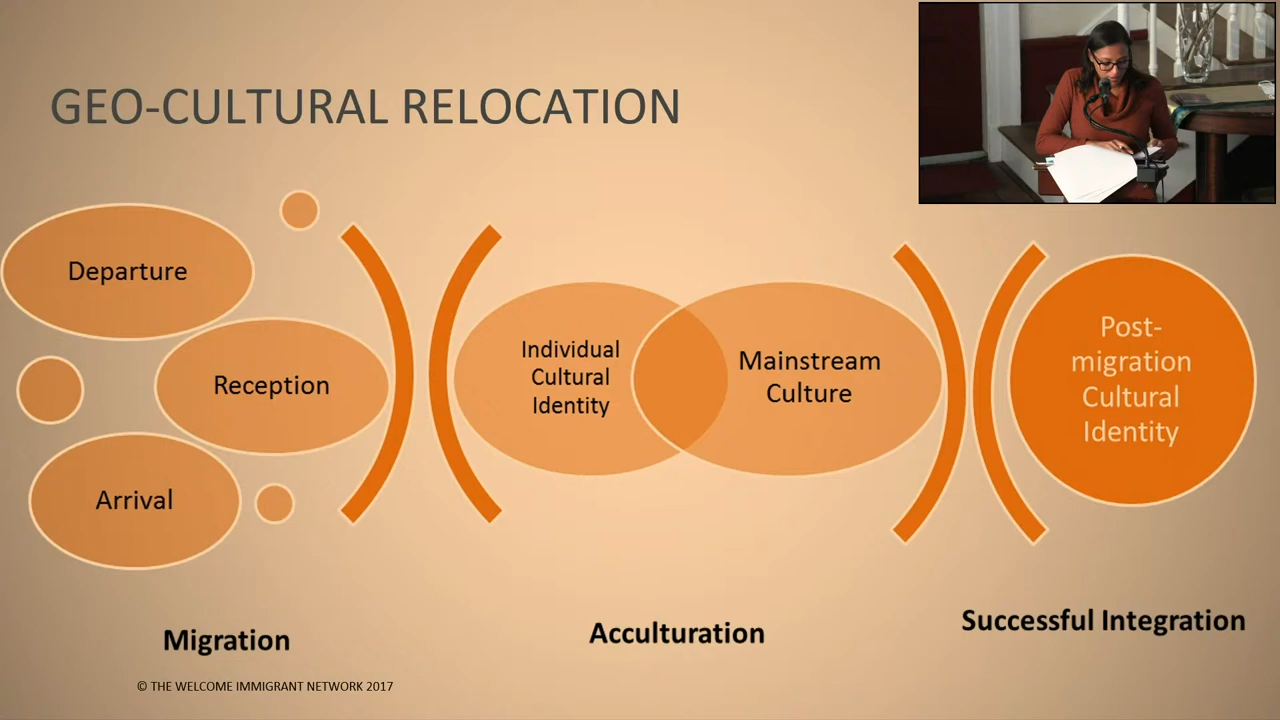 GEO-CULTURAL RELOCATION
Departure
Reception
Arrival
Individual
Cultural
Identity
Mainstream
Culture
Post-
migration
Cultural
Identity
Migration
Acculturation
Successful Integration
© THE WELCOME IMMIGRANT NETWORK 2017